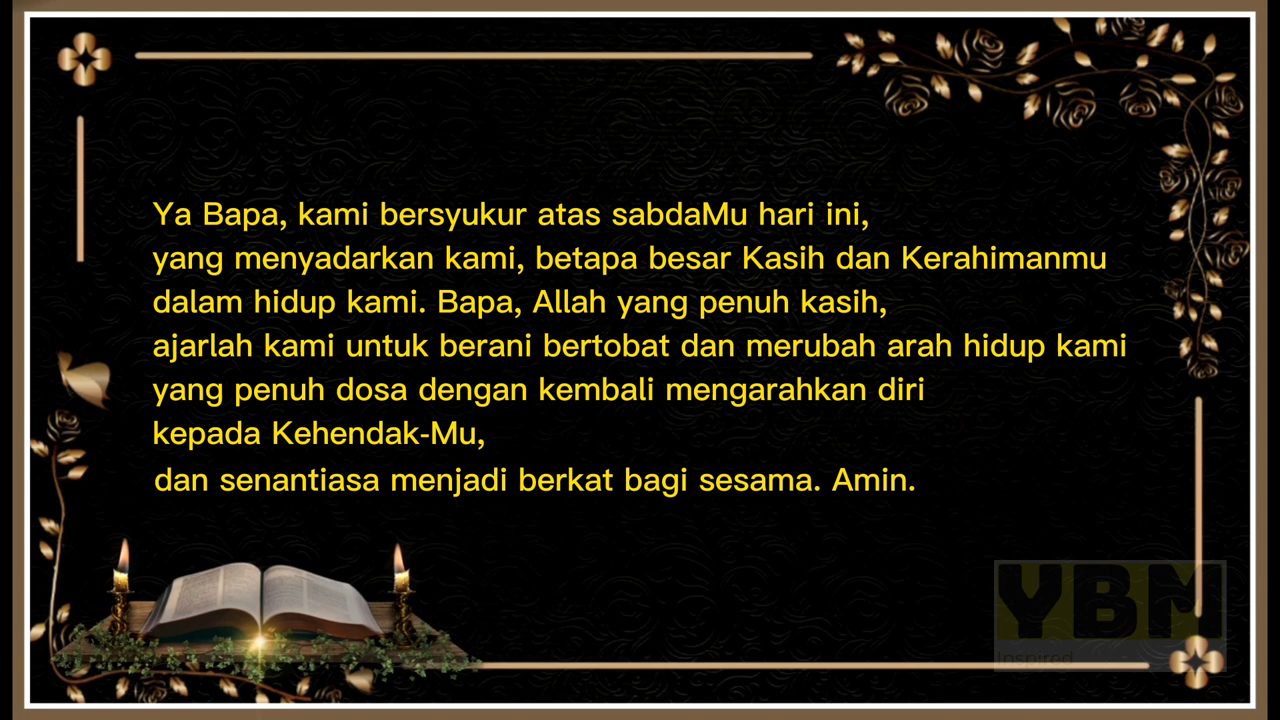 Ya Bapa, kami bersyukur atas sabdaMu hari ini,
yang menyadarkan kami, betapa besar Kasih dan Kerahimanmu
dalam hidup kami. Bapa, Allah yang penuh kasih,
ajarlah kami untuk berani bertobat dan merubah arah hidup kami
yang penuh dosa dengan kembali mengarahkan diri
kepada Kehendak-Mu,
dan senantiasa menjadi berkat bagi sesama. Amin.
YBM
Inspired